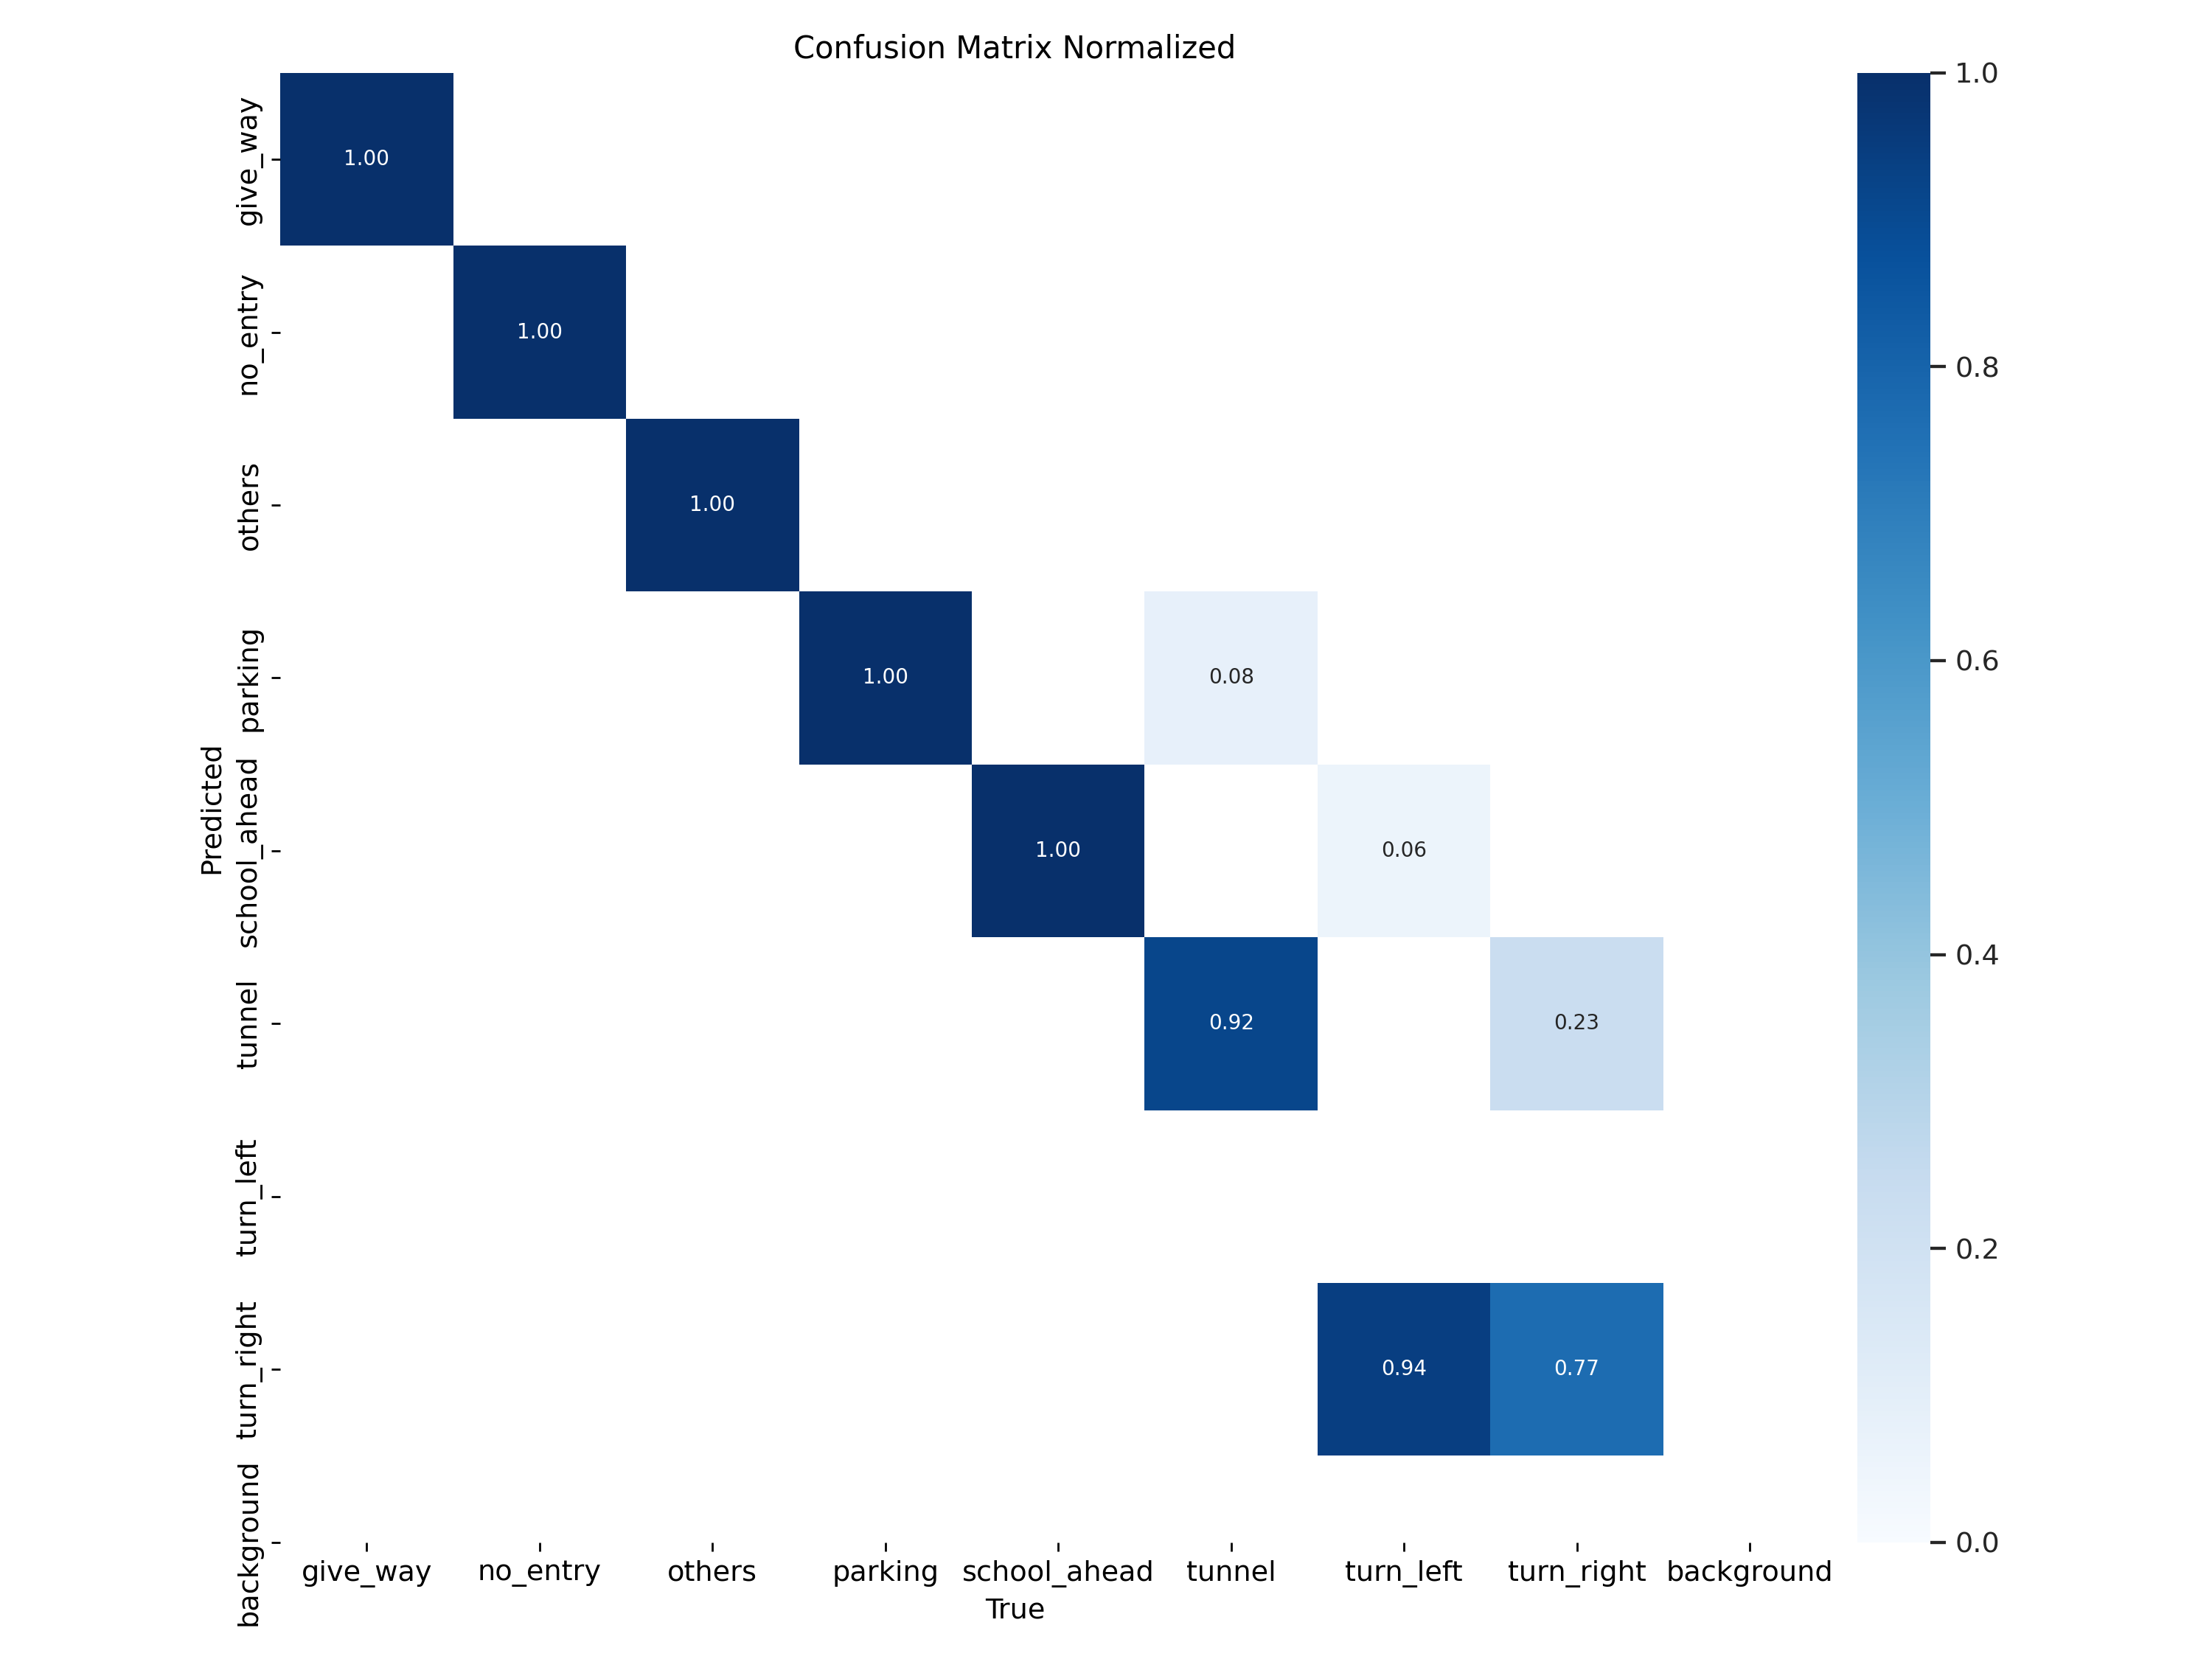 Confusion Matrix Normalized
give_way
1.00
no_entry
1.00
others
1.00
parking
1.00
0.08
school_ahead
1.00
0.06
tunnel
0.92
0.23
turn_left
turn_right
0.94
0.77
background
Predicted
give_way no_entry others parking school_ahead tunnel turn_left turn_right background
True
1.0
0.8
0.6
0.4
0.2
0.0